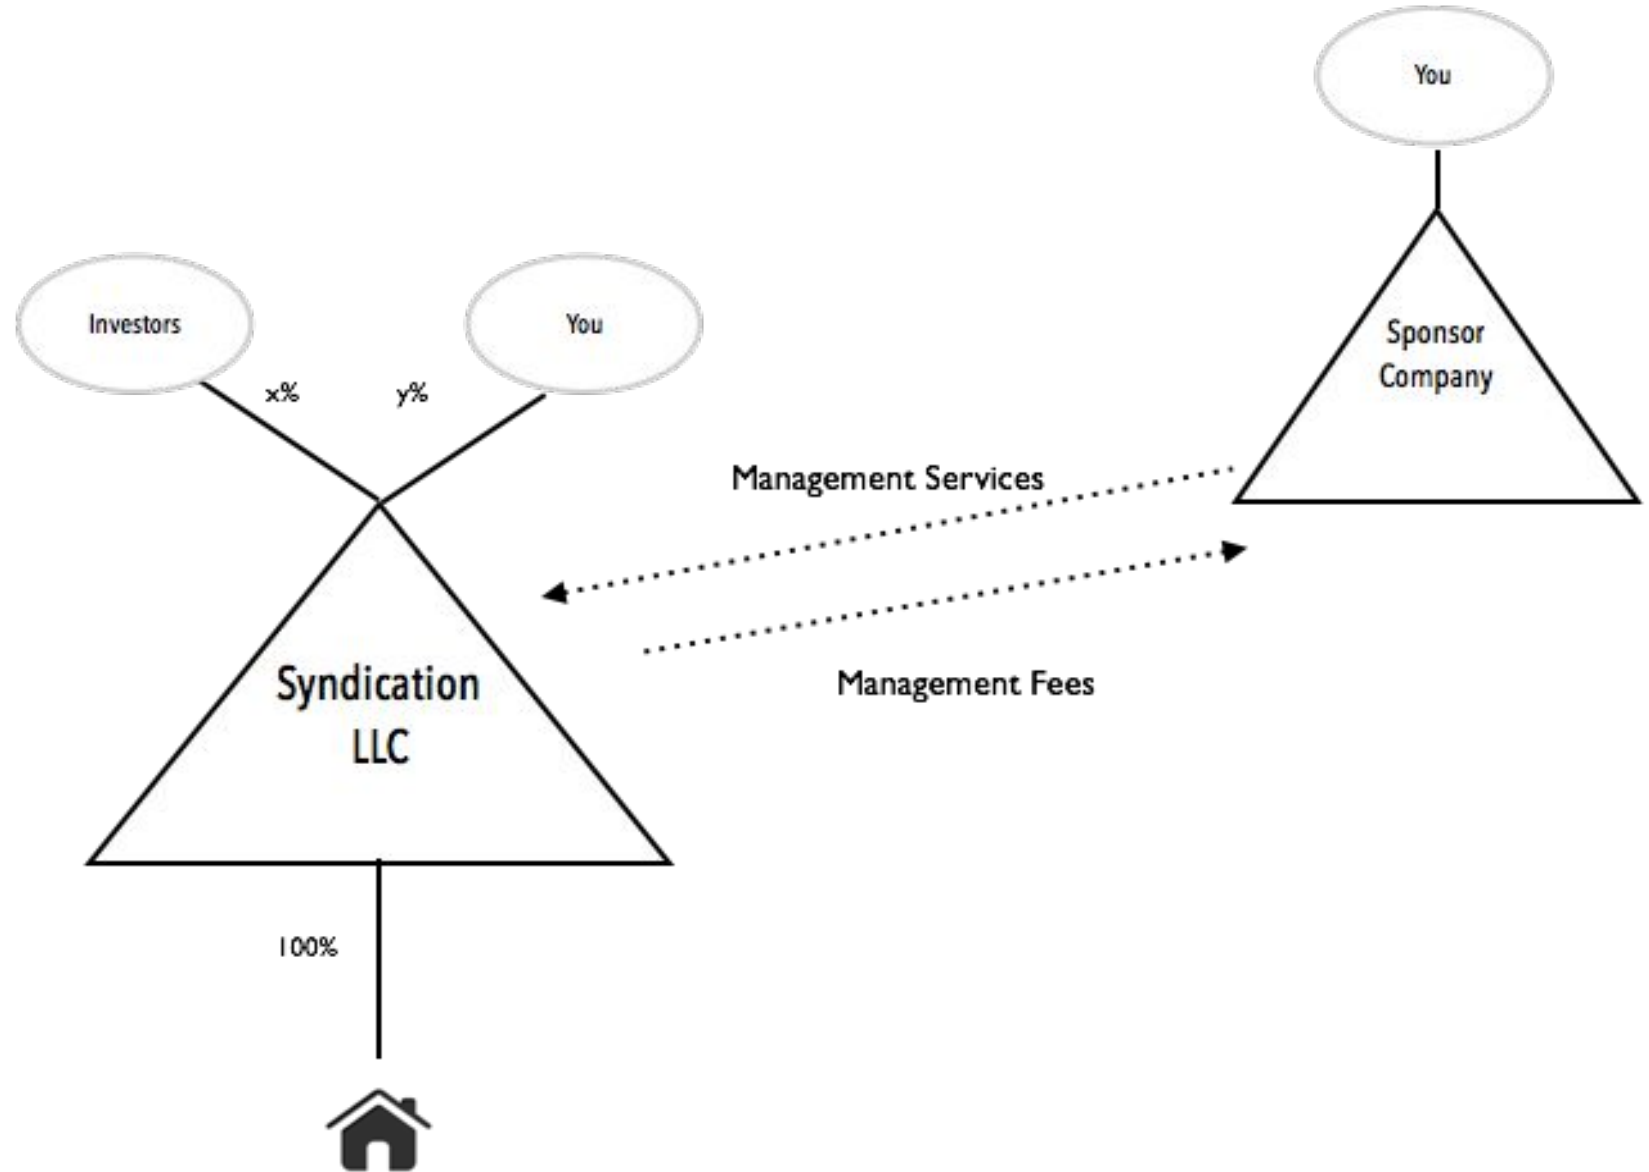 You
Sponsor
Company
Investors
You
x%
y%
Management Services
Management Fees
Syndication
LLC
100%